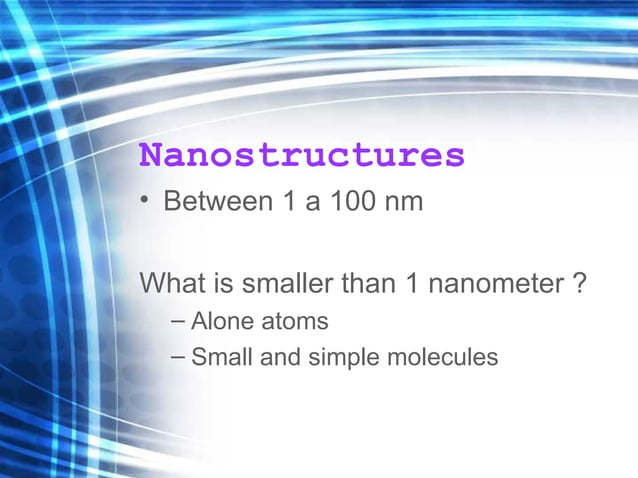 Nanostructures
• Between 1 a 100 nm
What is smaller than 1 nanometer ?
– Alone atoms
– Small and simple molecules